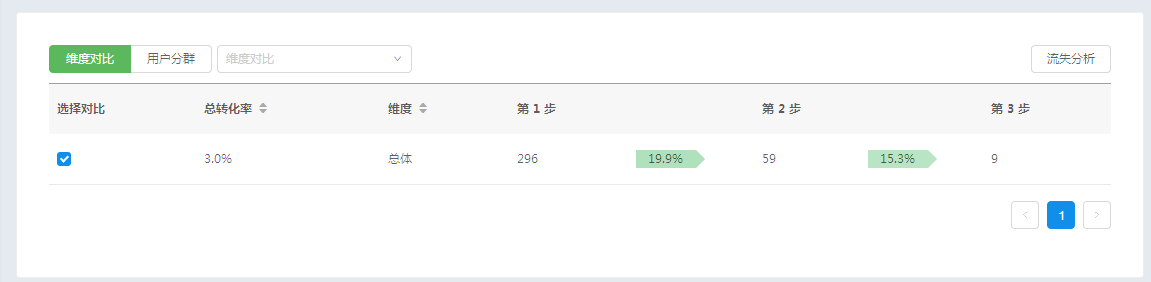 维度对比 用户分群 维度对比 流失分析
选择对比 总转化率 维度 第 1 步 第 2 步 第 3 步
3.0% 总体 296 19.9% 59 15.3% 9
< 1 >